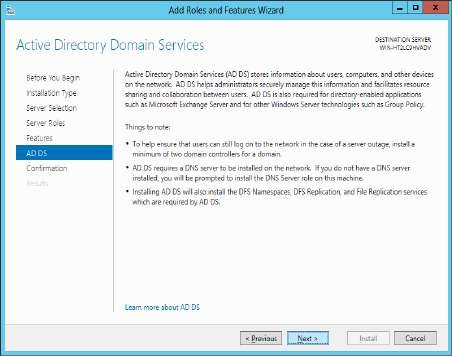 Add Roles and Features Wizard
Active Directory Domain Services
DESTINATION SERVER
WIN-HT2LC9HVADV
Before You Begin
Installation Type
Server Selection
Server Roles
Features
AD DS
Confirmation
Results
Active Directory Domain Services (AD DS) stores information about users, computers, and other devices
on the network. AD DS helps administrators securely manage this information and facilitates resource
sharing and collaboration between users. AD DS is also required for directory-enabled applications
such as Microsoft Exchange Server and for other Windows Server technologies such as Group Policy.
Things to note:
• To help ensure that users can still log on to the network in the case of a server outage, install a
minimum of two domain controllers for a domain.
• AD DS requires a DNS server to be installed on the network. If you do not have a DNS server
installed, you will be prompted to install the DNS Server role on this machine.
• Installing AD DS will also install the DFS Namespaces, DFS Replication, and File Replication services
which are required by AD DS.
Learn more about AD DS
< Previous
Next >
Install
Cancel